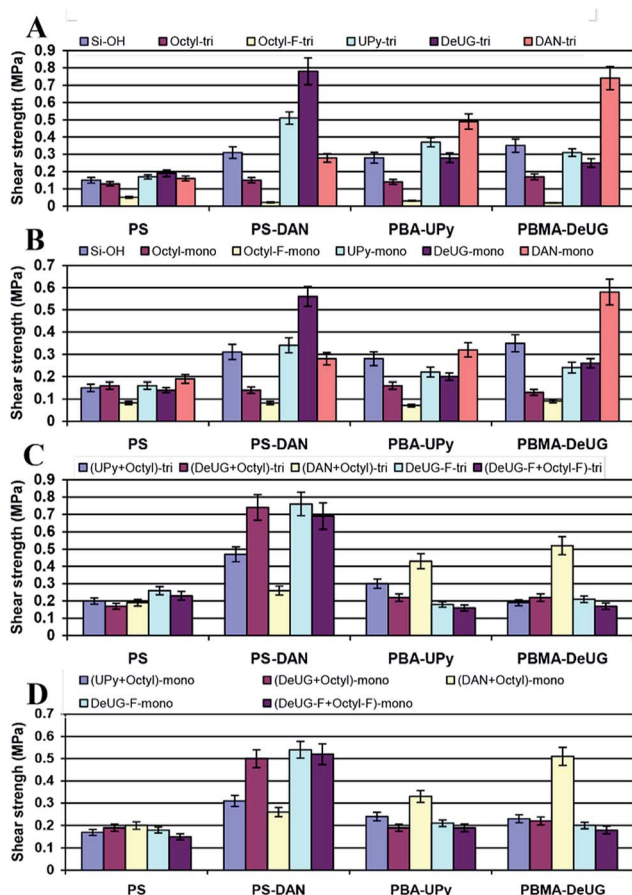 A
Si-OH Octyl-tri Octyl-F-tri UPy-tri DeUG-tri DAN-tri
Shear strength (MPa)
0.9
0.8
0.7
0.6
0.5
0.4
0.3
0.2
0.1
0
PS PS-DAN PBA-UPy PBMA-DeUG
B
Si-OH Octyl-mono Octyl-F-mono UPy-mono DeUG-mono DAN-mono
Shear strength (MPa)
0.7
0.6
0.5
0.4
0.3
0.2
0.1
0
PS PS-DAN PBA-UPy PBMA-DeUG
C
(UPy+Octyl)-tri (DeUG+Octyl)-tri (DAN+Octyl)-tri DeUG-F-tri (DeUG-F+Octyl-F)-tri
Shear strength (MPa)
0.9
0.8
0.7
0.6
0.5
0.4
0.3
0.2
0.1
0
PS PS-DAN PBA-UPy PBMA-DeUG
D
(UPy+Octyl)-mono (DeUG+Octyl)-mono (DAN+Octyl)-mono
DeUG-F-mono (DeUG-F+Octyl-F)-mono
Shear strength (MPa)
0.7
0.6
0.5
0.4
0.3
0.2
0.1
0
PS PS-DAN PBA-UPy PBMA-DeUG